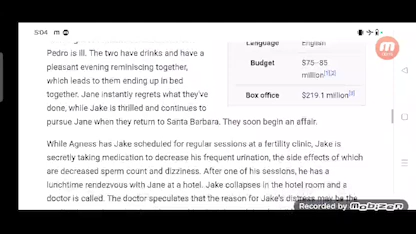 5:04
Pedro is ill. The two have drinks and have a
pleasant evening reminiscing together,
which leads to them ending up in bed
together. Jane instantly regrets what they've
done, while Jake is thrilled and continues to
pursue Jane when they return to Santa Barbara. They soon begin an affair.
Language English
Budget $75–85 million[1][2]
Box office $219.1 million[3]
While Agness has Jake scheduled for regular sessions at a fertility clinic, Jake is
secretly taking medication to decrease his frequent urination, the side effects of which
are decreased sperm count and dizziness. After one of his sessions, he has a
lunchtime rendezvous with Jane at a hotel. Jake collapses in the hotel room and a
doctor is called. The doctor speculates that the reason for Jake's distress may be the
Recorded by MOBIZEN